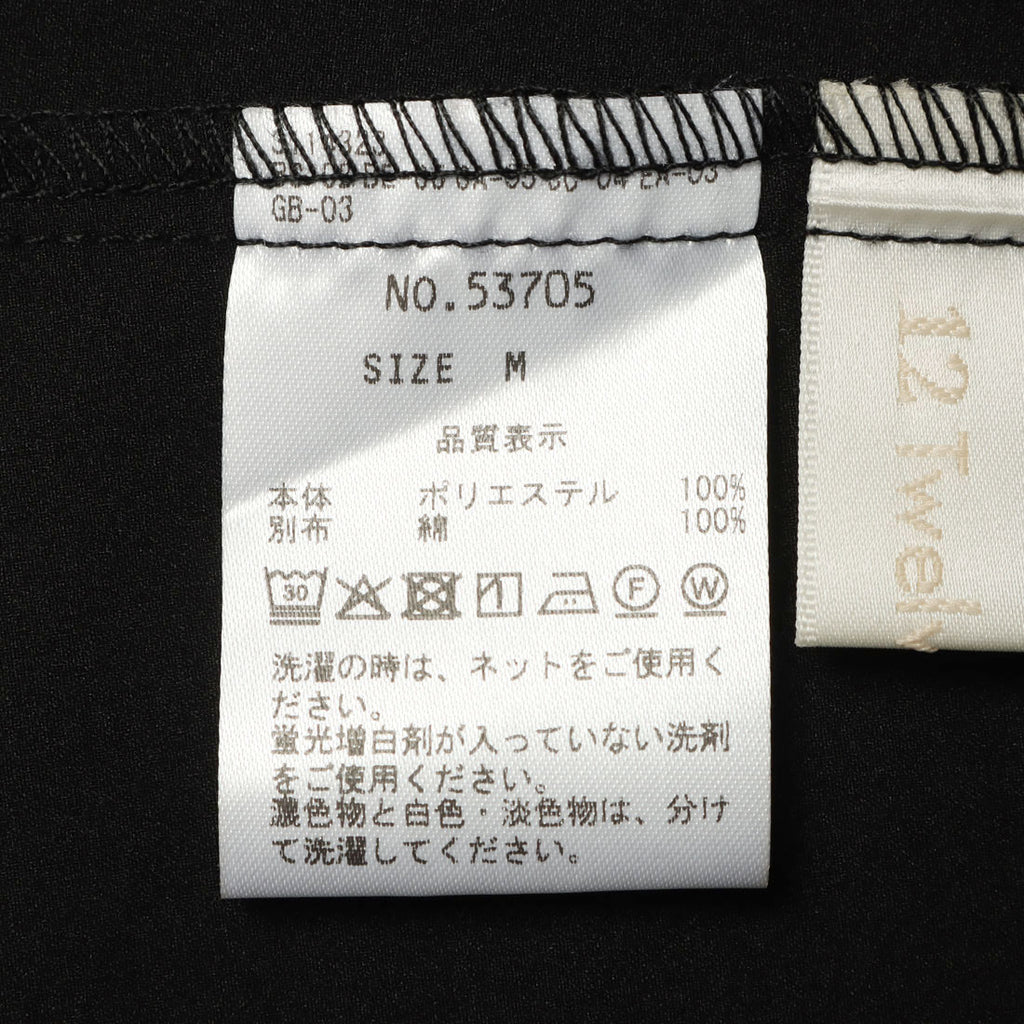 GB-03
NO.53705
SIZE M
品質表示
本体 ポリエステル 100%
別布 綿 100%
30
F
W
洗濯の時は、ネットをご使用く
ださい。
蛍光増白剤が入っていない洗剤
をご使用ください。
濃色物と白色・淡色物は、分け
て洗濯してください。
12 Twel